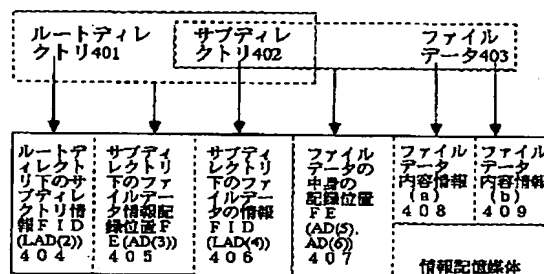 ルートディレ
クトリ401
サブディレ
クトリ402
ファイル
データ403
ルートデ
ィレクト
リ下のサ
ブディレ
クトリ情
報FID
(LAD(2))
404
サブディ
レクトリ
下のファ
イルデー
タ情報記
録位置F
E(AD(3))
405
サブディ
レクトリ
下のファ
イルデー
タの情報
FID
(LAD(4))
406
ファイル
データの
中身の
記録位置
FE
(AD(5),
AD(6))
407
ファイル
データ
内容情報
(a)
408
ファイル
データ
内容情報
(b)
409
情報記憶媒体